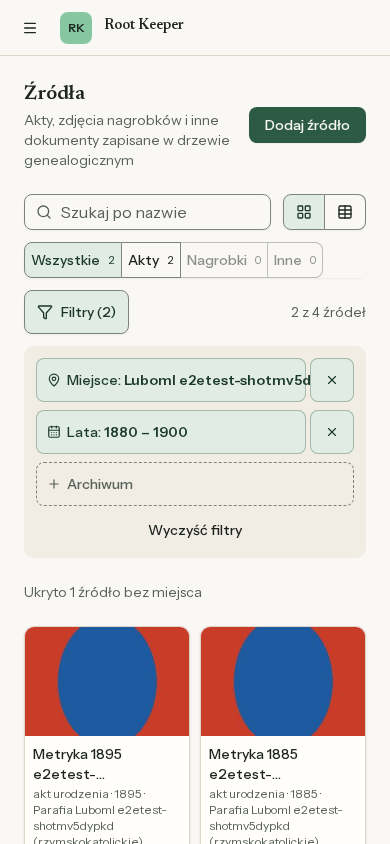 RK Root Keeper
Źródła
Akty, zdjęcia nagrobków i inne
dokumenty zapisane w drzewie
genealogicznym
Dodaj źródło
Szukaj po nazwie
Wszystkie 2 Akty 2 Nagrobki 0 Inne 0
Filtry (2) 2 z 4 źródeł
Miejsce: Luboml e2etest-shotmv5d
Lata: 1880 – 1900
+ Archiwum
Wyczyść filtry
Ukryto 1 źródło bez miejsca
Metryka 1895
e2etest-...
akt urodzenia · 1895 ·
Parafia Luboml e2etest-
shotmv5dypkd
(rzymskokatolickie)
Metryka 1885
e2etest-...
akt urodzenia · 1885 ·
Parafia Luboml e2etest-
shotmv5dypkd
(rzymskokatolickie)